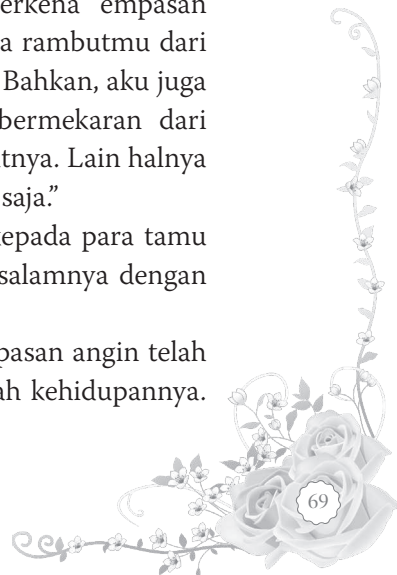 erkena empasan
a rambutmu dari
Bahkan, aku juga
bermekaran dari
tnya. Lain halnya
saja."
kepada para tamu
salamnya dengan
pasan angin telah
ah kehidupannya.
69